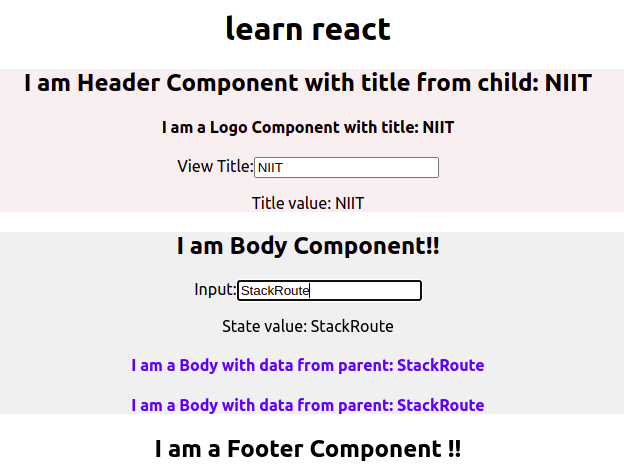 learn react
I am Header Component with title from child: NIIT
I am a Logo Component with title: NIIT
View Title: NIIT
Title value: NIIT
I am Body Component!!
Input: StackRoute
State value: StackRoute
I am a Body with data from parent: StackRoute
I am a Body with data from parent: StackRoute
I am a Footer Component !!